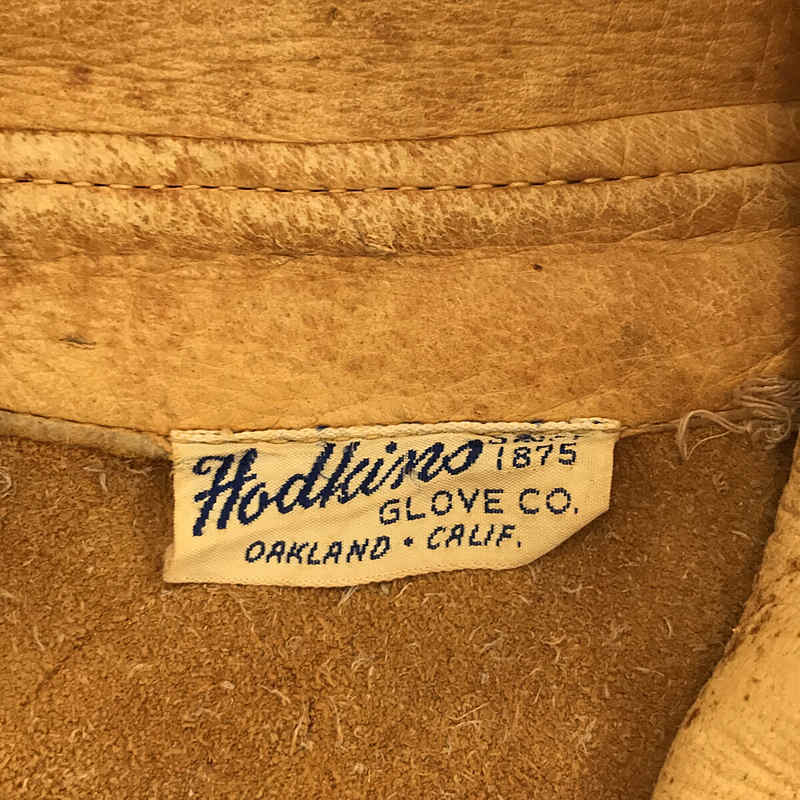 Hodkins 1875
GLOVE CO.
OAKLAND • CALIF.